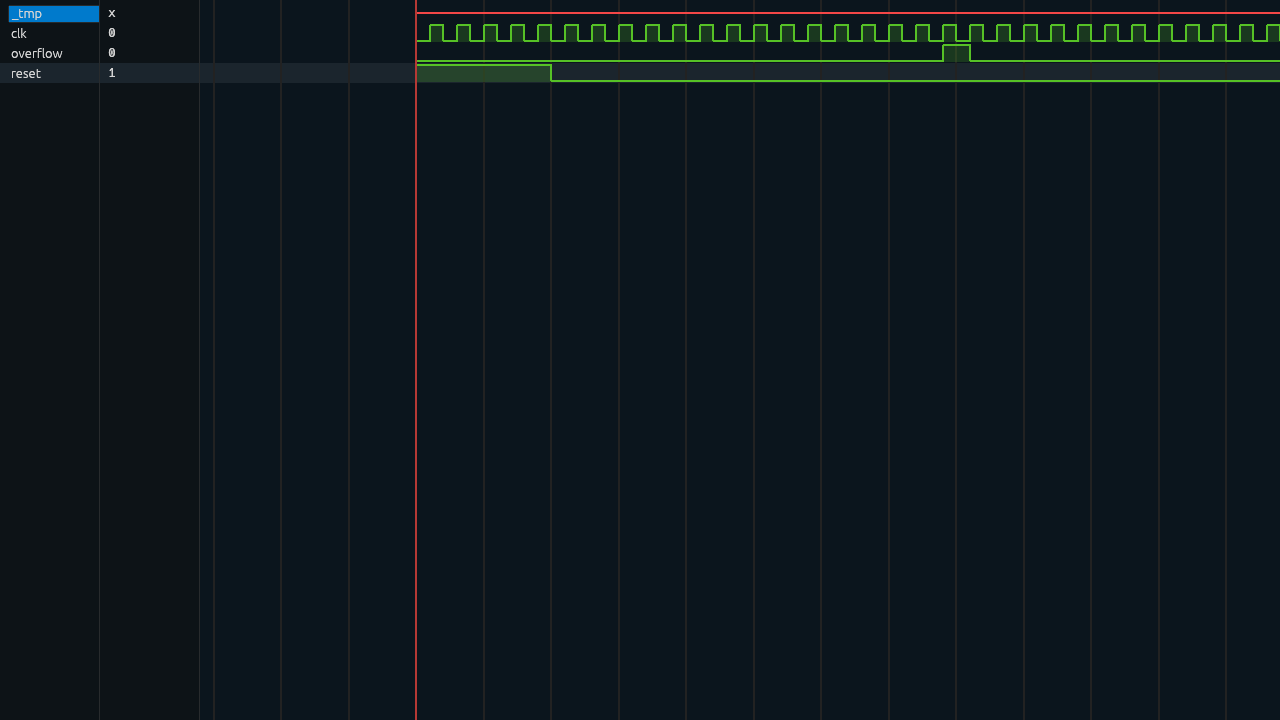 _tmp x
clk 0
overflow 0
reset 1